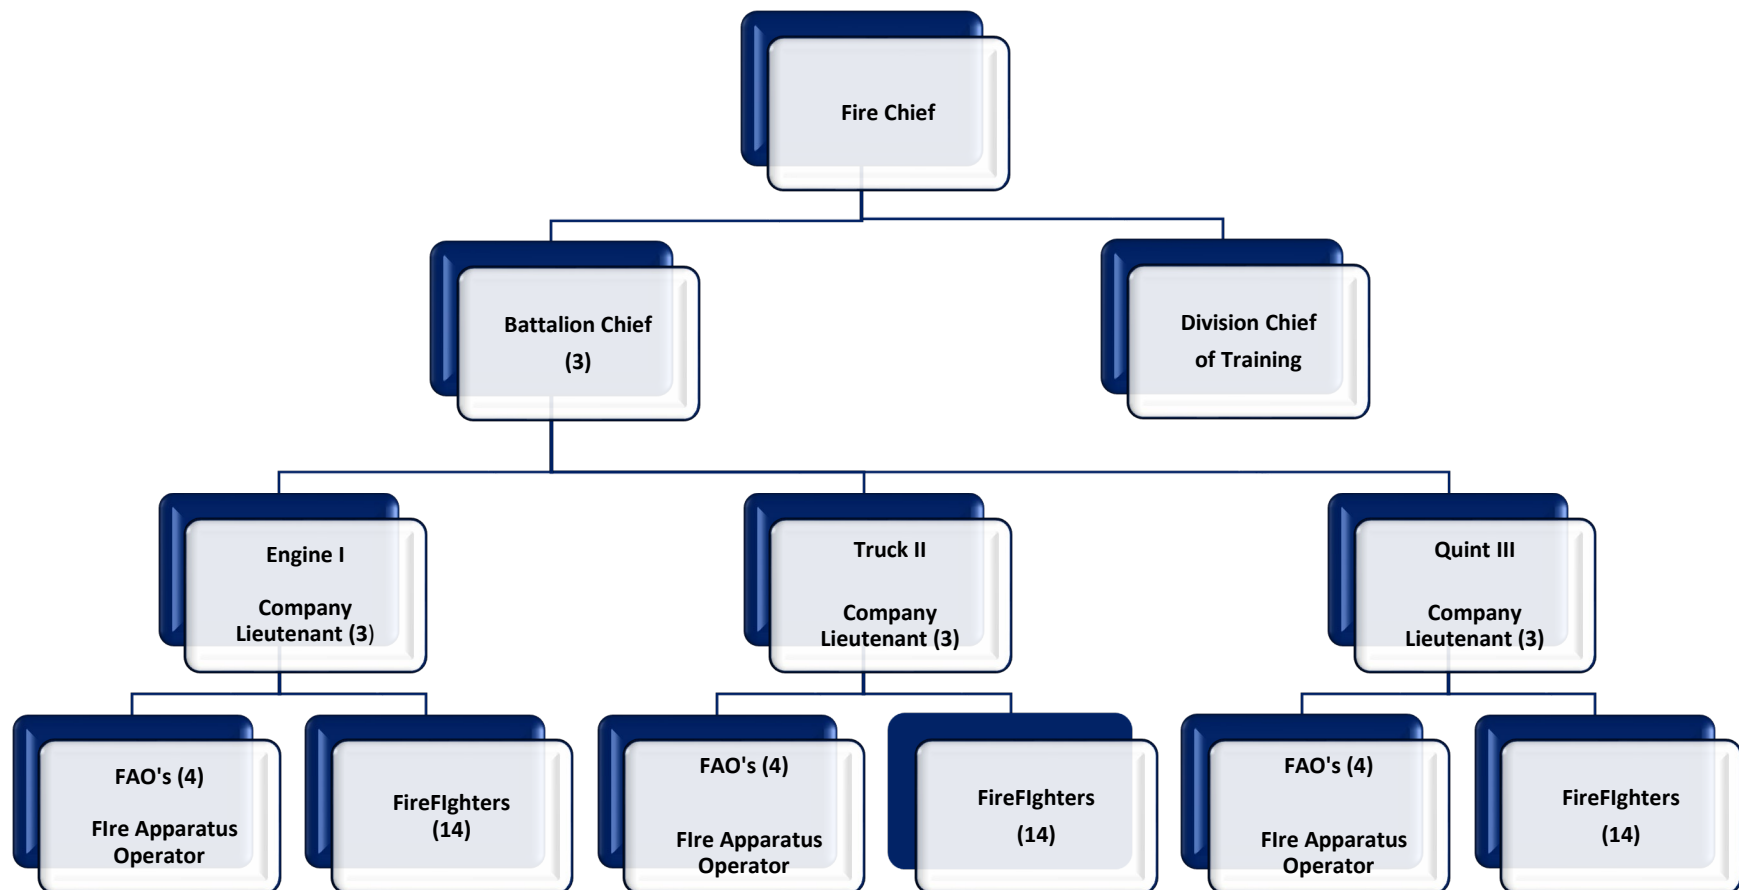 Fire Chief
Battalion Chief
(3)
Division Chief
of Training
Engine I
Company
Lieutenant (3)
Truck II
Company
Lieutenant (3)
Quint III
Company
Lieutenant (3)
FAO's (4)
FIre Apparatus
Operator
FireFIghters
(14)
FAO's (4)
FIre Apparatus
Operator
FireFIghters
(14)
FAO's (4)
FIre Apparatus
Operator
FireFIghters
(14)